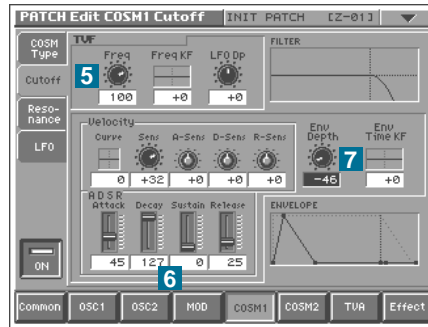 PATCH Edit COSM1 Cutoff INIT PATCH [Z-01]
COSM Type
Cutoff
Reso-nance
LFO
ON
TVF
Freq Freq KF LFO Dp
5
100 +0 +0
FILTER
Velocity
Curve Sens A-Sens D-Sens R-Sens
0 +32 +0 +0 +0
Env Depth Env Time KF
7
-46 +0
ADSR
Attack Decay Sustain Release
45 127 0 25
6
ENVELOPE
Common OSC1 OSC2 MOD COSM1 COSM2 TVA Effect